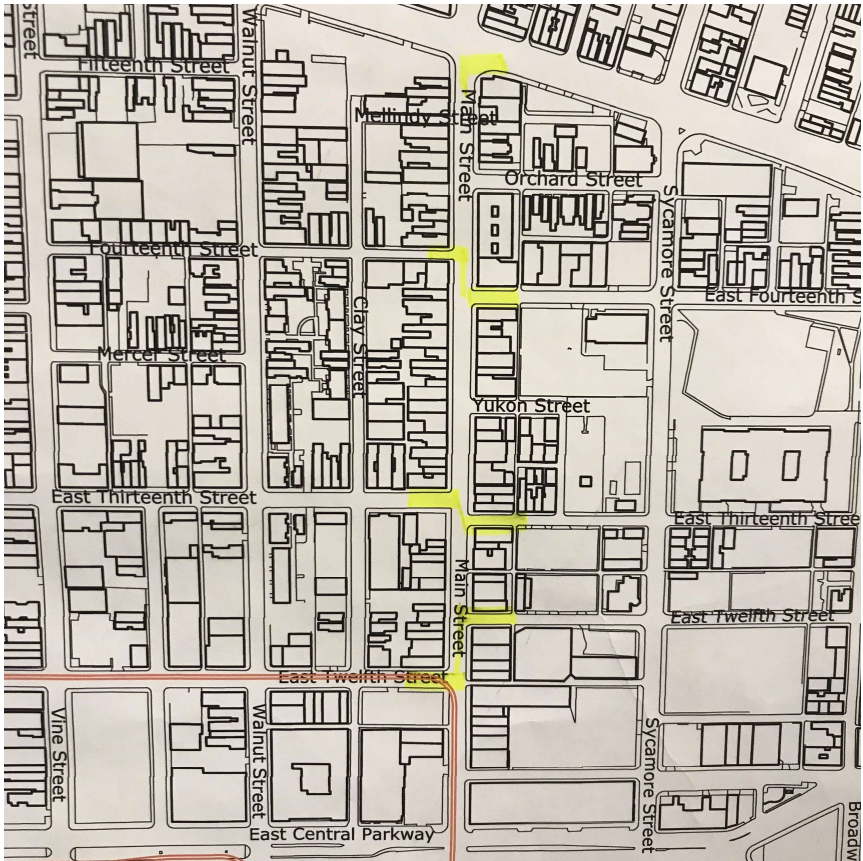 Street
Walnut Street
Fifteenth Street
Mellindy Street
Main Street
Orchard Street
Sycamore Street
Fourteenth Street
East Fourteenth S
Clay Street
Mercer Street
Yukon Street
East Thirteenth Street
East Thirteenth Stree
Main Street
East Twelfth Street
East Twelfth Street
Vine Street
Walnut Street
Sycamore Street
East Central Parkway
Broadw